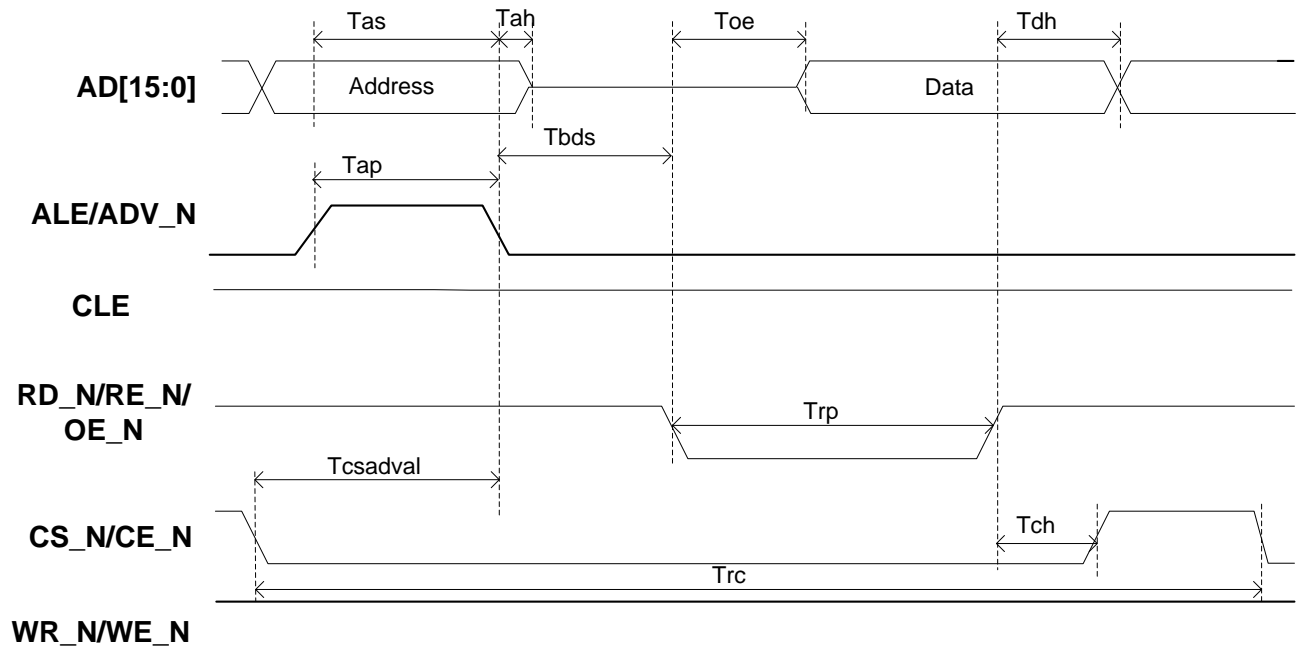 Tas
Tah
Toe
Tdh
AD[15:0]
Address
Data
Tbds
Tap
ALE/ADV_N
CLE
RD_N/RE_N/
OE_N
Trp
Tcsadval
CS_N/CE_N
Tch
Trc
WR_N/WE_N